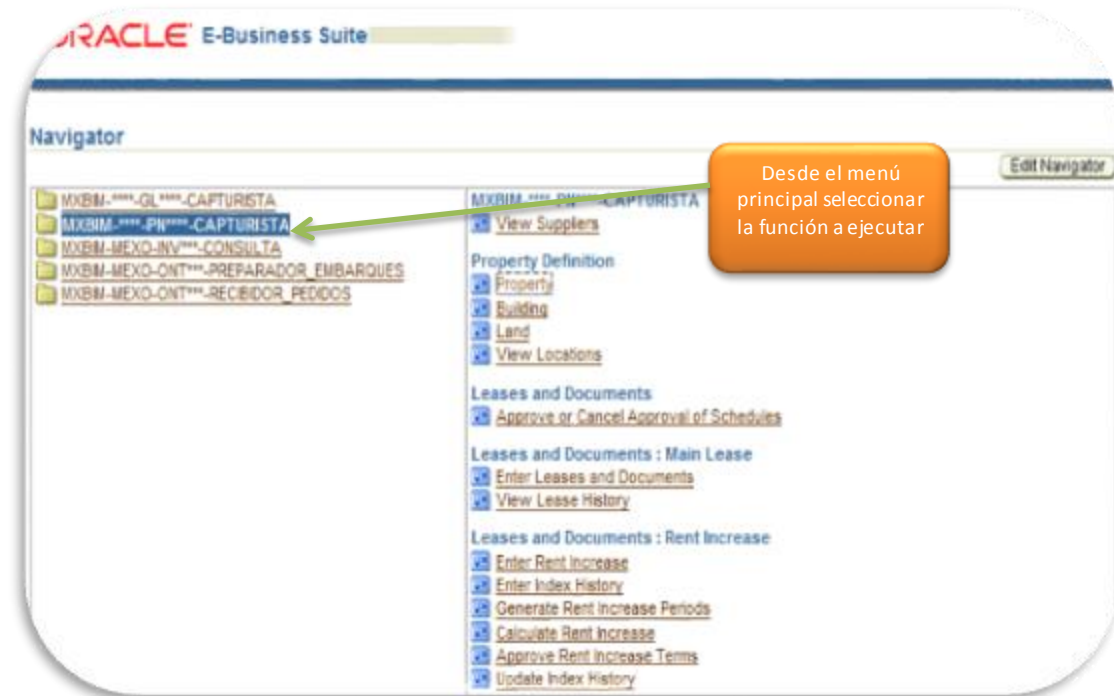 ORACLE E-Business Suite
Navigator
Edit Navigator
Desde el menú
principal seleccionar
la función a ejecutar
MXBIM-****-GL****-CAPTURISTA
MXBIM-****-PN****-CAPTURISTA
MXBIM-MEXO-INV***-CONSULTA
MXBIM-MEXO-ONT***-PREPARADOR_EMBARQUES
MXBIM-MEXO-ONT***-RECIBIDOR_PEDIDOS
MXBIM-****-PN****-CAPTURISTA
View Suppliers
Property Definition
Property
Building
Land
View Locations
Leases and Documents
Approve or Cancel Approval of Schedules
Leases and Documents : Main Lease
Enter Leases and Documents
View Lease History
Leases and Documents : Rent Increase
Enter Rent Increase
Enter Index History
Generate Rent Increase Periods
Calculate Rent Increase
Approve Rent Increase Terms
Update Index History